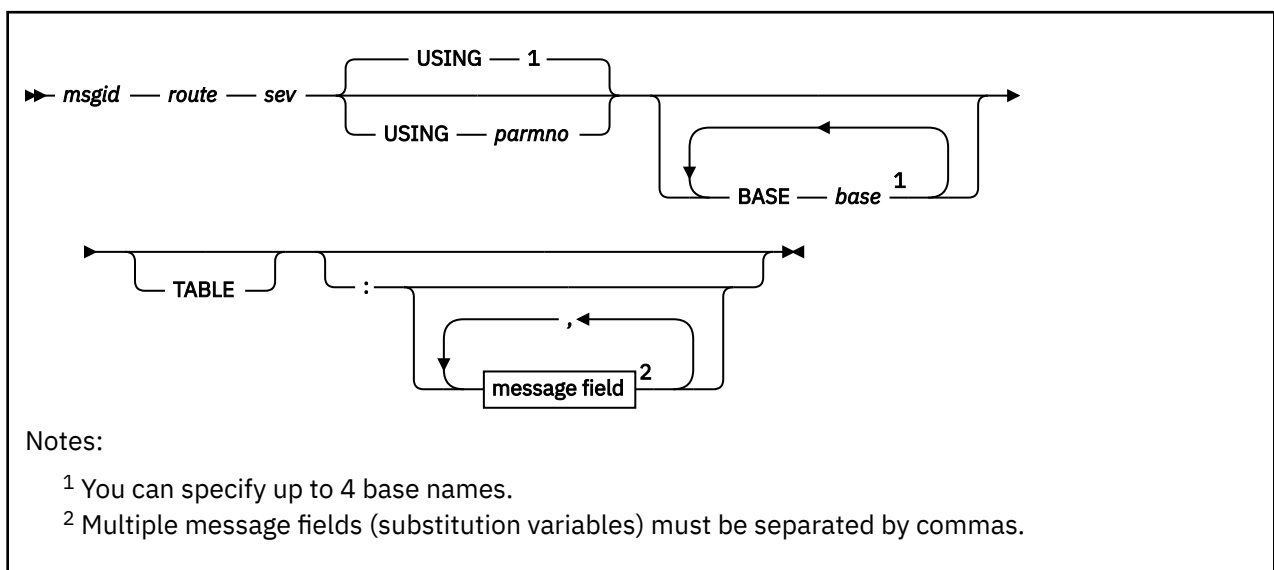 USING 1
msgid route sev
USING parmno
BASE base 1
TABLE :
,
message field 2
Notes:
1 You can specify up to 4 base names.
2 Multiple message fields (substitution variables) must be separated by commas.